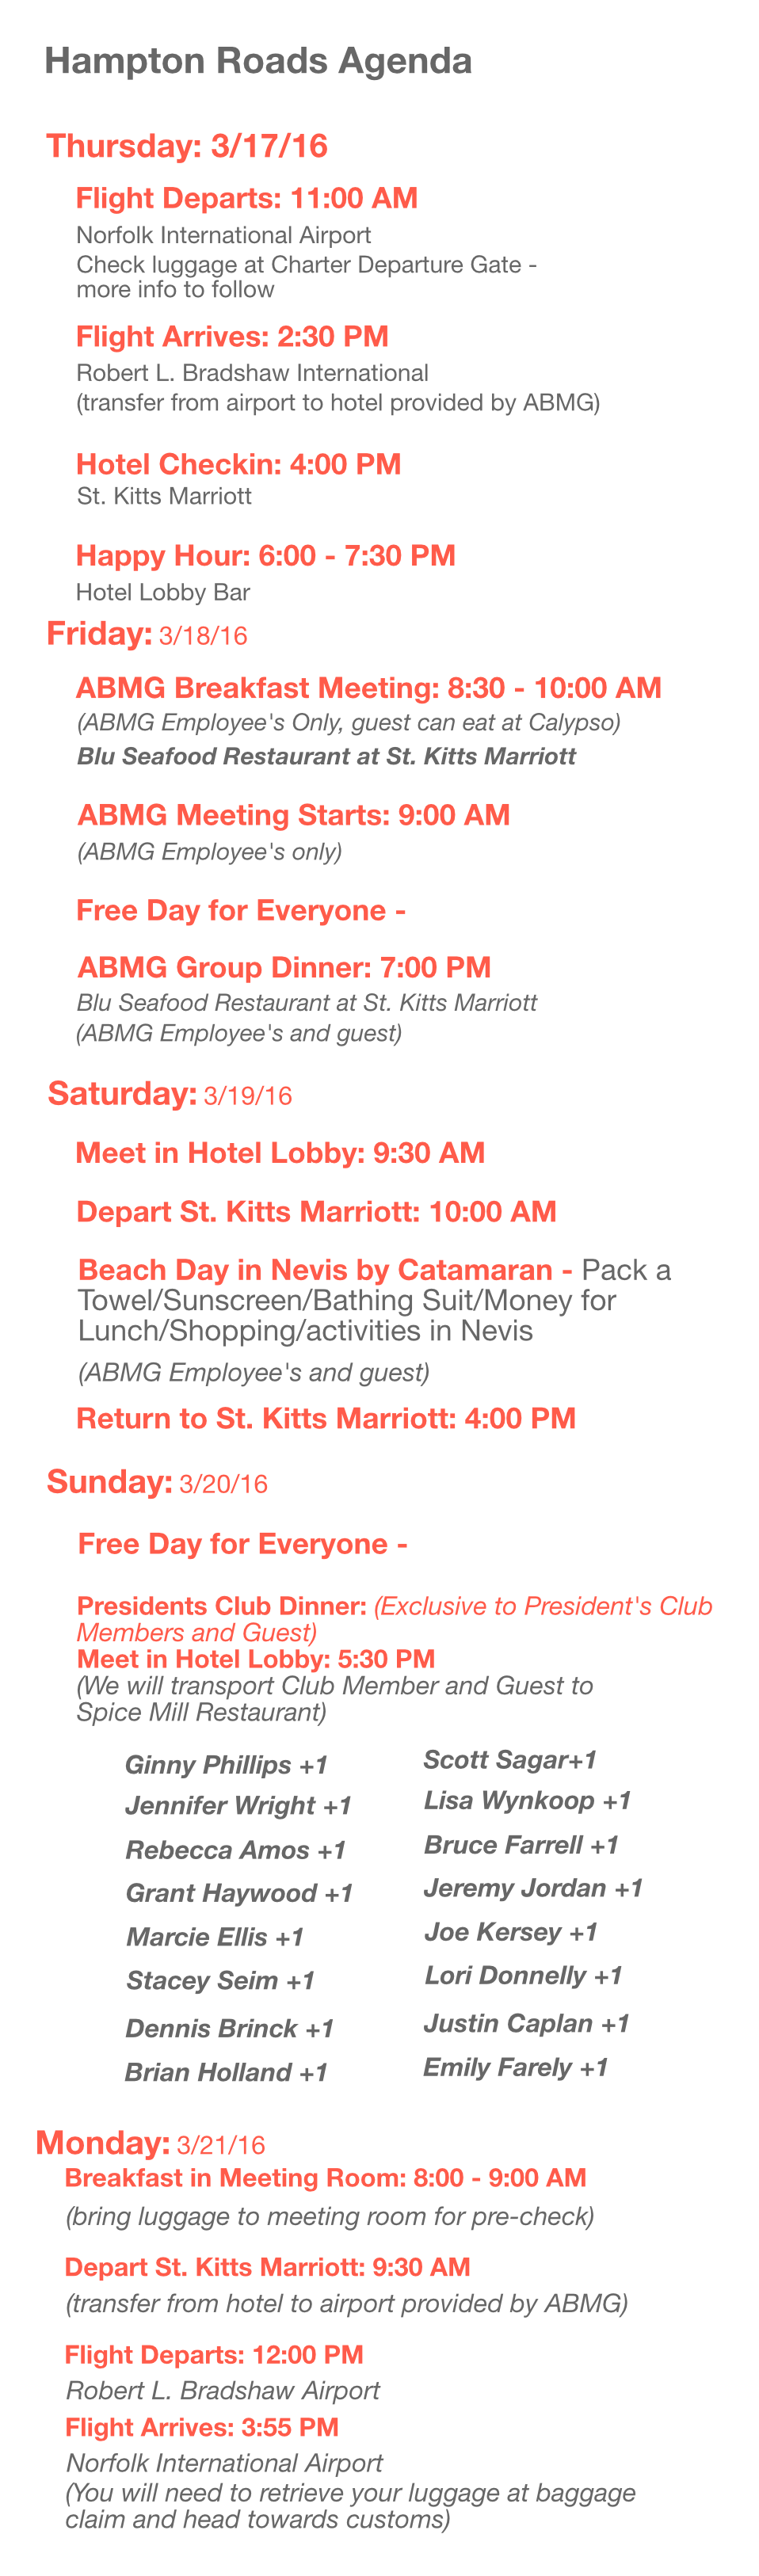 Hampton Roads Agenda
Thursday: 3/17/16
Flight Departs: 11:00 AM
Norfolk International Airport
Check luggage at Charter Departure Gate -
more info to follow
Flight Arrives: 2:30 PM
Robert L. Bradshaw International
(transfer from airport to hotel provided by ABMG)
Hotel Checkin: 4:00 PM
St. Kitts Marriott
Happy Hour: 6:00 - 7:30 PM
Hotel Lobby Bar
Friday: 3/18/16
ABMG Breakfast Meeting: 8:30 - 10:00 AM
(ABMG Employee's Only, guest can eat at Calypso)
Blu Seafood Restaurant at St. Kitts Marriott
ABMG Meeting Starts: 9:00 AM
(ABMG Employee's only)
Free Day for Everyone -
ABMG Group Dinner: 7:00 PM
Blu Seafood Restaurant at St. Kitts Marriott
(ABMG Employee's and guest)
Saturday: 3/19/16
Meet in Hotel Lobby: 9:30 AM
Depart St. Kitts Marriott: 10:00 AM
Beach Day in Nevis by Catamaran - Pack a
Towel/Sunscreen/Bathing Suit/Money for
Lunch/Shopping/activities in Nevis
(ABMG Employee's and guest)
Return to St. Kitts Marriott: 4:00 PM
Sunday: 3/20/16
Free Day for Everyone -
Presidents Club Dinner: (Exclusive to President's Club
Members and Guest)
Meet in Hotel Lobby: 5:30 PM
(We will transport Club Member and Guest to
Spice Mill Restaurant)
Ginny Phillips +1
Jennifer Wright +1
Rebecca Amos +1
Grant Haywood +1
Marcie Ellis +1
Stacey Seim +1
Dennis Brinck +1
Brian Holland +1
Scott Sagar+1
Lisa Wynkoop +1
Bruce Farrell +1
Jeremy Jordan +1
Joe Kersey +1
Lori Donnelly +1
Justin Caplan +1
Emily Farely +1
Monday: 3/21/16
Breakfast in Meeting Room: 8:00 - 9:00 AM
(bring luggage to meeting room for pre-check)
Depart St. Kitts Marriott: 9:30 AM
(transfer from hotel to airport provided by ABMG)
Flight Departs: 12:00 PM
Robert L. Bradshaw Airport
Flight Arrives: 3:55 PM
Norfolk International Airport
(You will need to retrieve your luggage at baggage
claim and head towards customs)